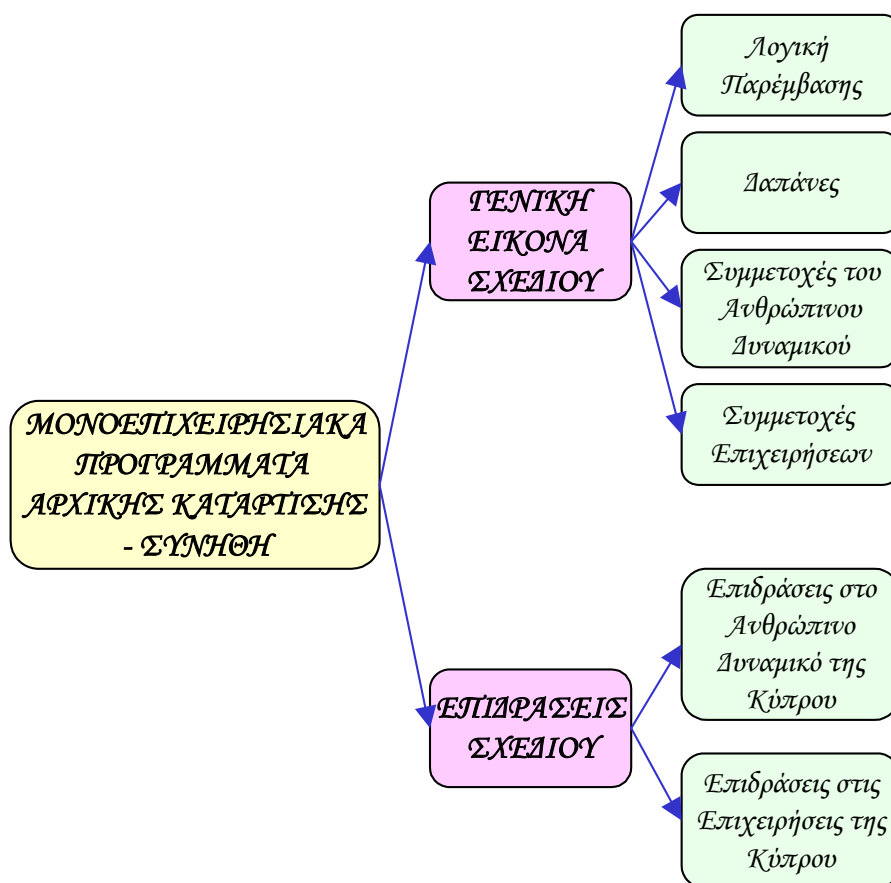 ΜΟΝΟΕΠΙΧΕΙΡΗΣΙΑΚΑ
ΠΡΟΓΡΑΜΜΑΤΑ
ΑΡΧΙΚΗΣ ΚΑΤΑΡΤΙΣΗΣ
- ΣΥΝΗΘΗ
ΓΕΝΙΚΗ
ΕΙΚΟΝΑ
ΣΧΕΔΙΟΥ
Λογική
Παρέμβασης
Δαπάνες
Συμμετοχές του
Ανθρώπινου
Δυναμικού
Συμμετοχές
Επιχειρήσεων
ΕΠΙΔΡΑΣΕΙΣ
ΣΧΕΔΙΟΥ
Επιδράσεις στο
Ανθρώπινο
Δυναμικό της
Κύπρου
Επιδράσεις στις
Επιχειρήσεις της
Κύπρου